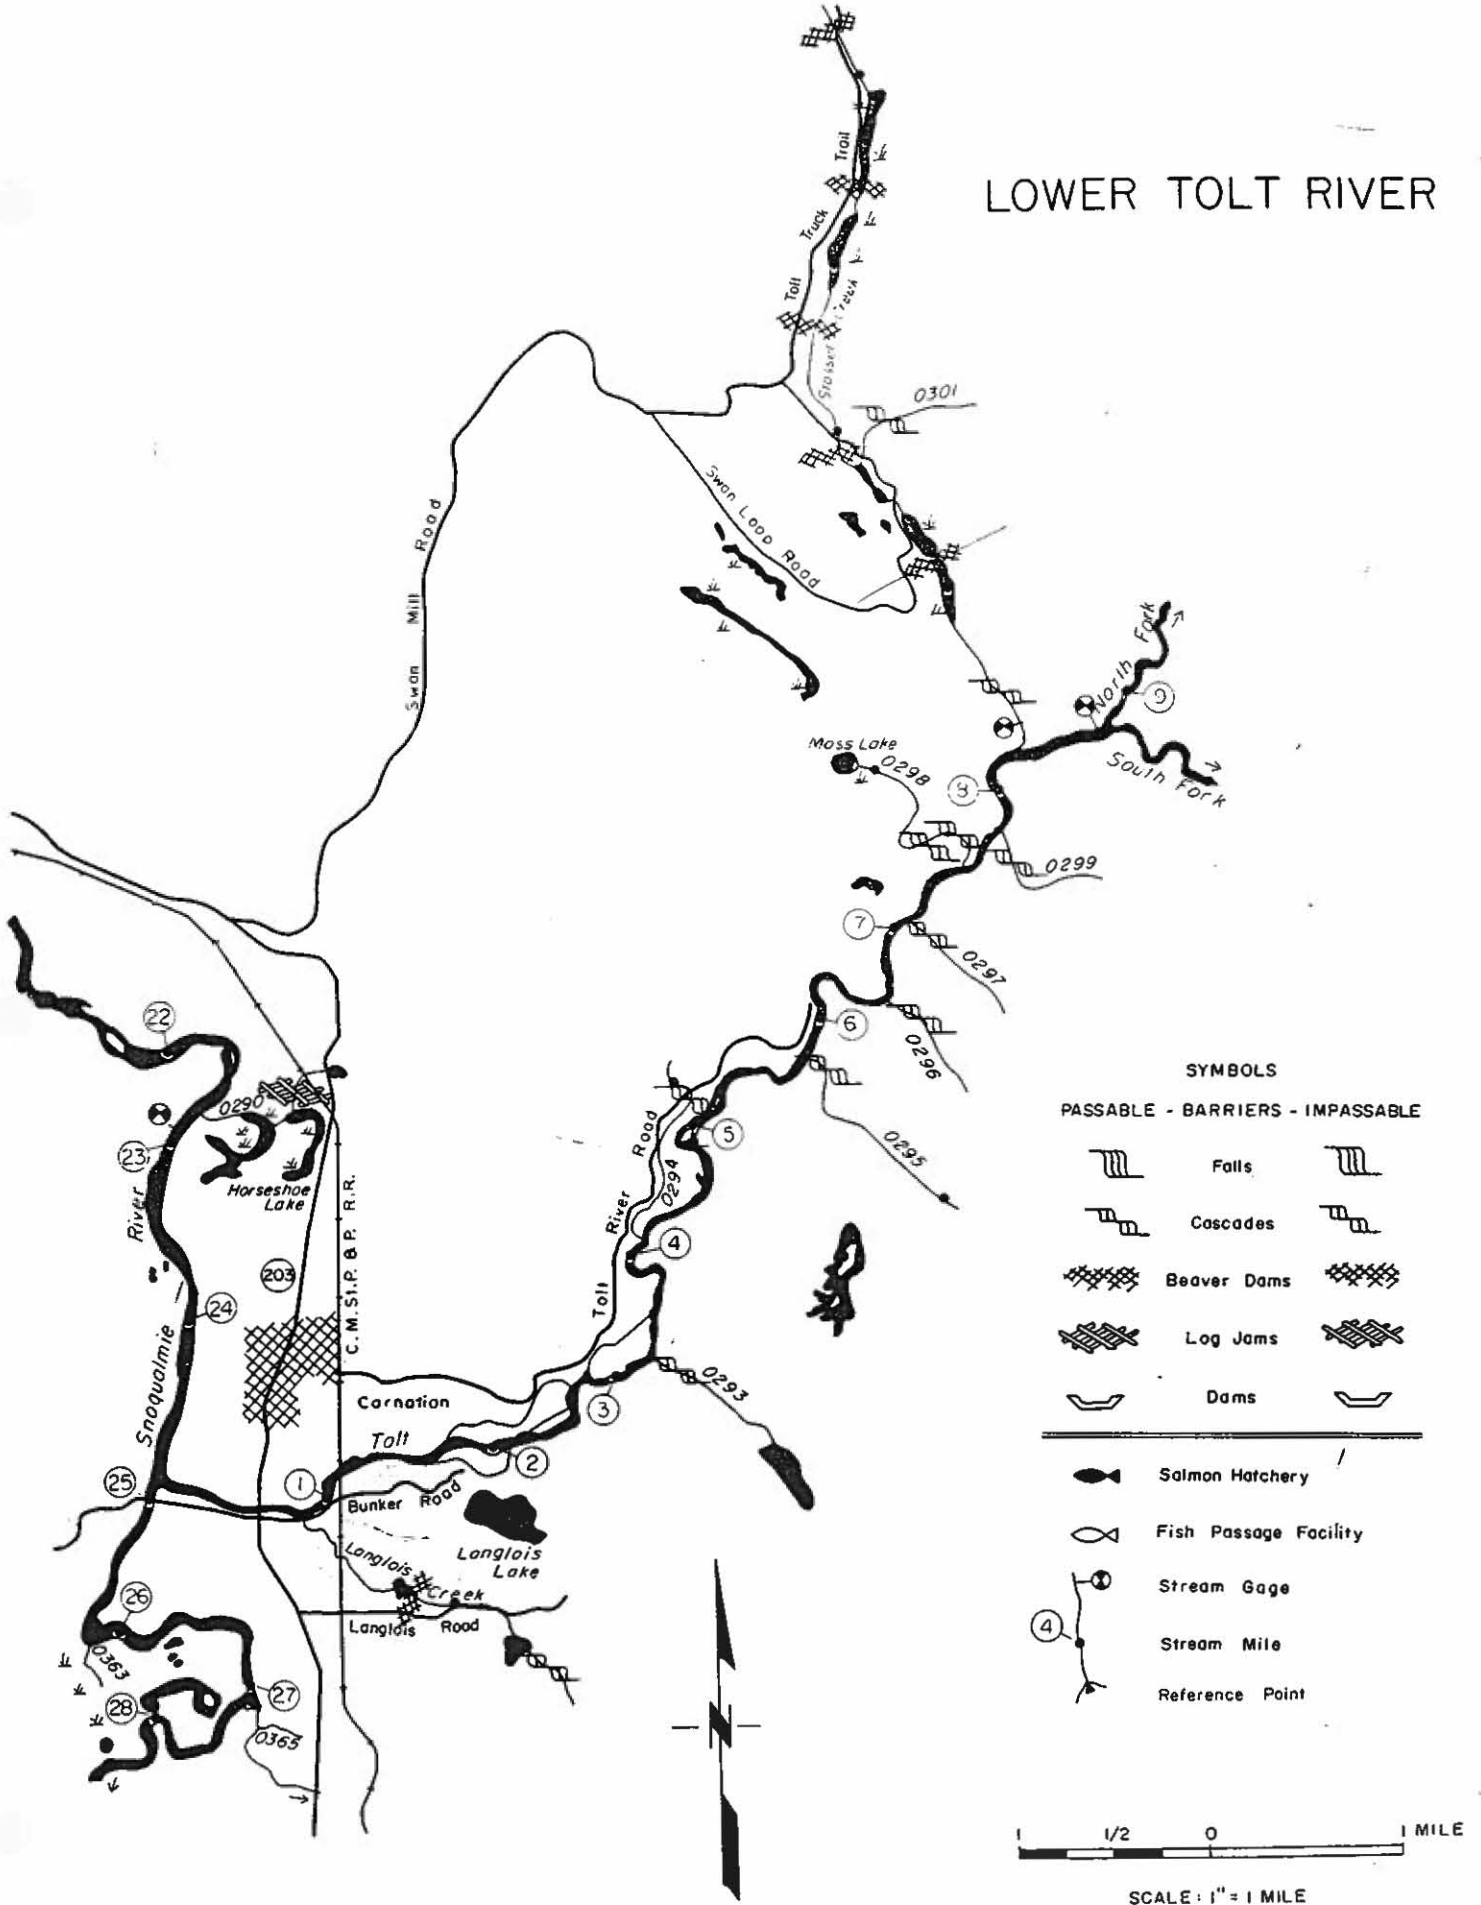 LOWER TOLT RIVER
Tolt Truck Trail
Stossel Creek
0301
Swan Loop Road
Swan Mill Road
North Fork
9
South Fork
Moss Lake
0298
8
0299
7
0297
6
0296
22
0290
23
Horseshoe
Lake
River
5
0295
0294
Tolt River Road
4
203
C. M. St. P. & P. R.R.
24
Snoqualmie
0293
3
Carnation
Tolt
2
25
1
Bunker Road
Langlois
Lake
Langlois Creek
Langlois Road
26
0363
27
28
0365
SYMBOLS
PASSABLE - BARRIERS - IMPASSABLE
Falls
Cascades
Beaver Dams
Log Jams
Dams
Salmon Hatchery
Fish Passage Facility
Stream Gage
4
Stream Mile
Reference Point
N
1 1/2 0 1 MILE
SCALE: 1" = 1 MILE